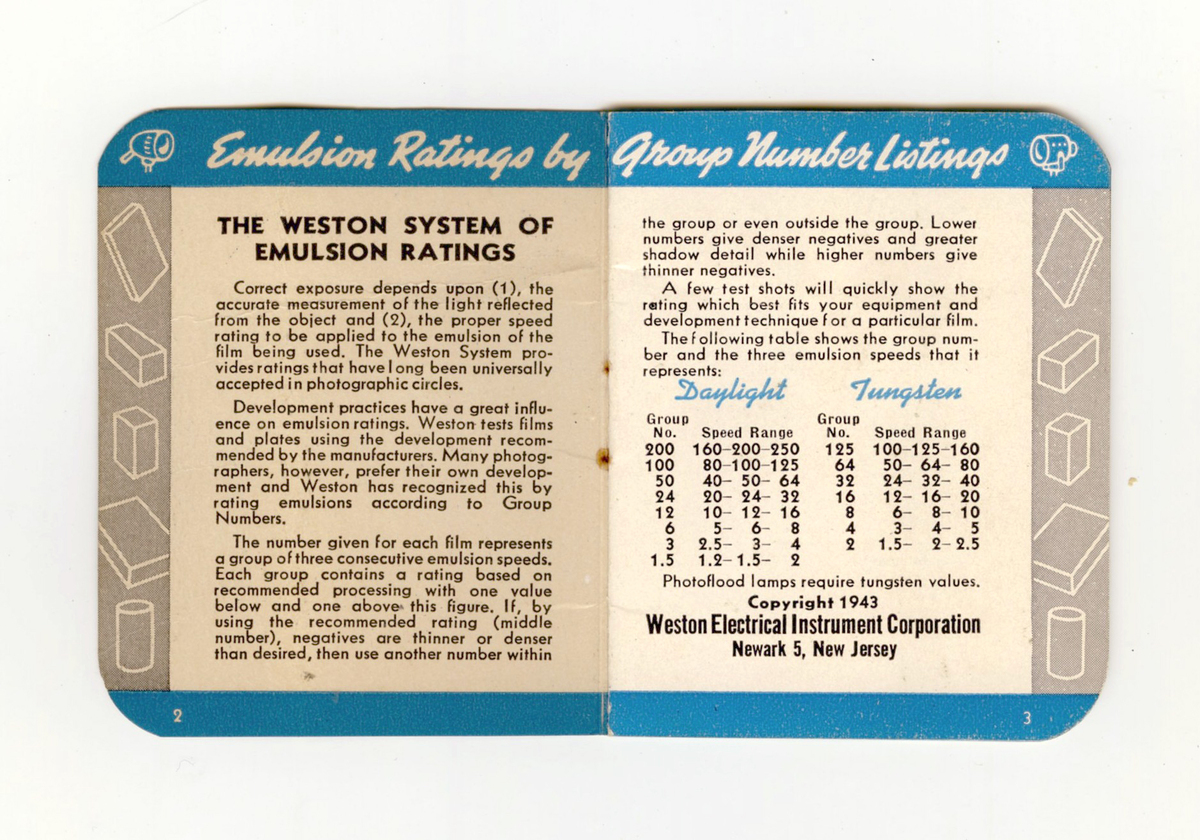 Emulsion Ratings by
THE WESTON SYSTEM OF
EMULSION RATINGS
Correct exposure depends upon (1), the
accurate measurement of the light reflected
from the object and (2), the proper speed
rating to be applied to the emulsion of the
film being used. The Weston System pro-
vides ratings that have long been universally
accepted in photographic circles.
Development practices have a great influ-
ence on emulsion ratings. Weston tests films
and plates using the development recom-
mended by the manufacturers. Many photog-
raphers, however, prefer their own develop-
ment and Weston has recognized this by
rating emulsions according to Group
Numbers.
The number given for each film represents
a group of three consecutive emulsion speeds.
Each group contains a rating based on
recommended processing with one value
below and one above this figure. If, by
using the recommended rating (middle
number), negatives are thinner or denser
than desired, then use another number within
2
Group Number Listings
the group or even outside the group. Lower
numbers give denser negatives and greater
shadow detail while higher numbers give
thinner negatives.
A few test shots will quickly show the
rating which best fits your equipment and
development technique for a particular film.
The following table shows the group num-
ber and the three emulsion speeds that it
represents:
Daylight Tungsten
Group Group
No. Speed Range No. Speed Range
200 160-200-250 125 100-125-160
100 80-100-125 64 50- 64- 80
50 40- 50- 64 32 24- 32- 40
24 20- 24- 32 16 12- 16- 20
12 10- 12- 16 8 6- 8- 10
6 5- 6- 8 4 3- 4- 5
3 2.5- 3- 4 2 1.5- 2-2.5
1.5 1.2-1.5- 2
Photoflood lamps require tungsten values.
Copyright 1943
Weston Electrical Instrument Corporation
Newark 5, New Jersey
3